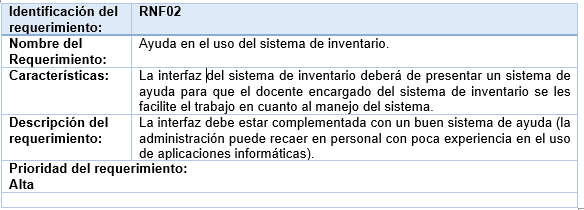 Identificación del RNF02
requerimiento:
Nombre del Ayuda en el uso del sistema de inventario.
Requerimiento:
Características: La interfaz del sistema de inventario deberá de presentar un sistema de
ayuda para que el docente encargado del sistema de inventario se les
facilite el trabajo en cuanto al manejo del sistema.
Descripción del La interfaz debe estar complementada con un buen sistema de ayuda (la
requerimiento: administración puede recaer en personal con poca experiencia en el uso
de aplicaciones informáticas).
Prioridad del requerimiento:
Alta